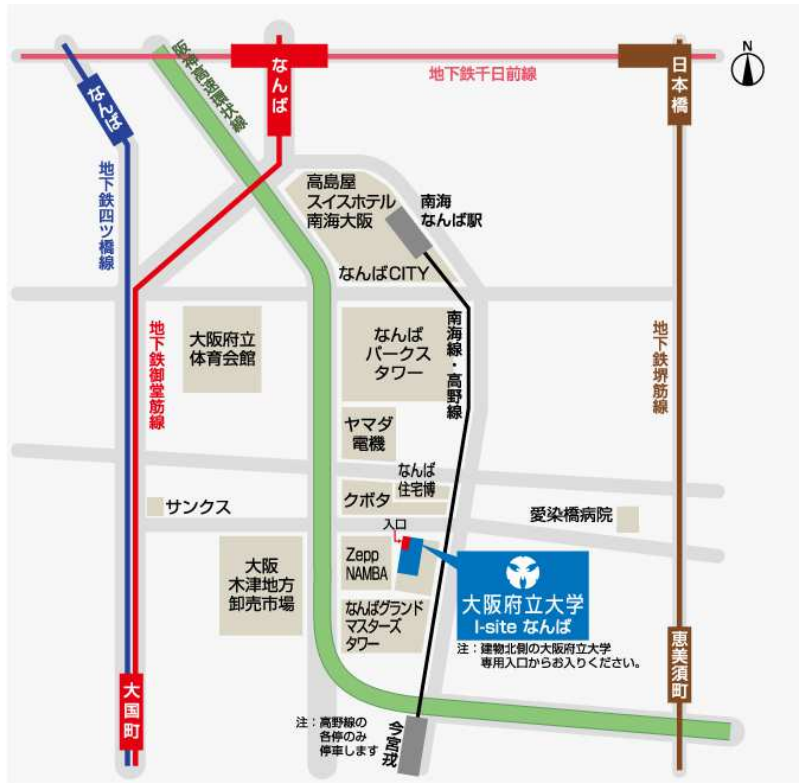 なんば
日本橋
N
地下鉄千日前線
なんば
阪神高速環状線
地下鉄四ツ橋線
高島屋
スイスホテル
南海大阪
南海
なんば駅
なんばCITY
大阪府立
体育会館
なんば
パークス
タワー
南海線・高野線
地下鉄御堂筋線
地下鉄堺筋線
ヤマダ
電機
なんば
住宅博
クボタ
サンクス
愛染橋病院
入口
大阪
木津地方
卸売市場
Zepp
NAMBA
大阪府立大学
I-site なんば
なんばグランド
マスターズ
タワー
注：建物北側の大阪府立大学
専用入口からお入りください。
恵美須町
大国町
注：高野線の
各停のみ
停車します
今宮戎